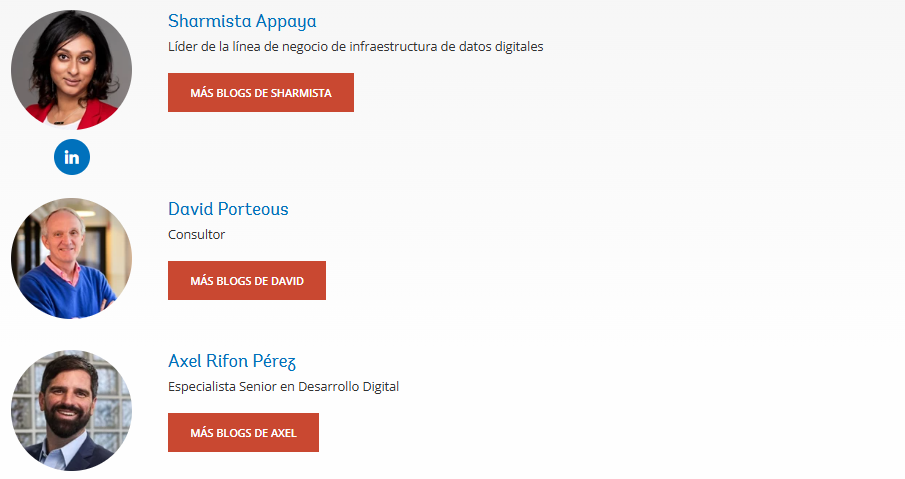 Sharmista Appaya
Líder de la línea de negocio de infraestructura de datos digitales
MÁS BLOGS DE SHARMISTA
in
David Porteous
Consultor
MÁS BLOGS DE DAVID
Axel Rifon Pérez
Especialista Senior en Desarrollo Digital
MÁS BLOGS DE AXEL